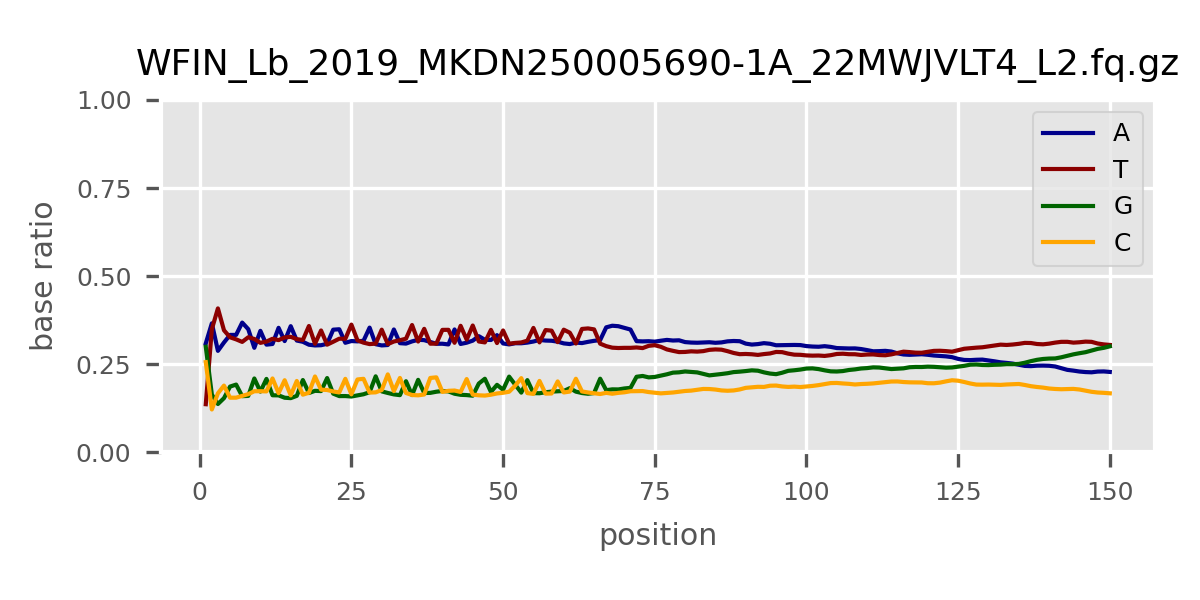 WFIN_Lb_2019_MKDN250005690-1A_22MWJVLT4_L2.fq.gz
1.00
0.75
0.50
0.25
0.00
base ratio
A
T
G
C
0
25
50
75
100
125
150
position